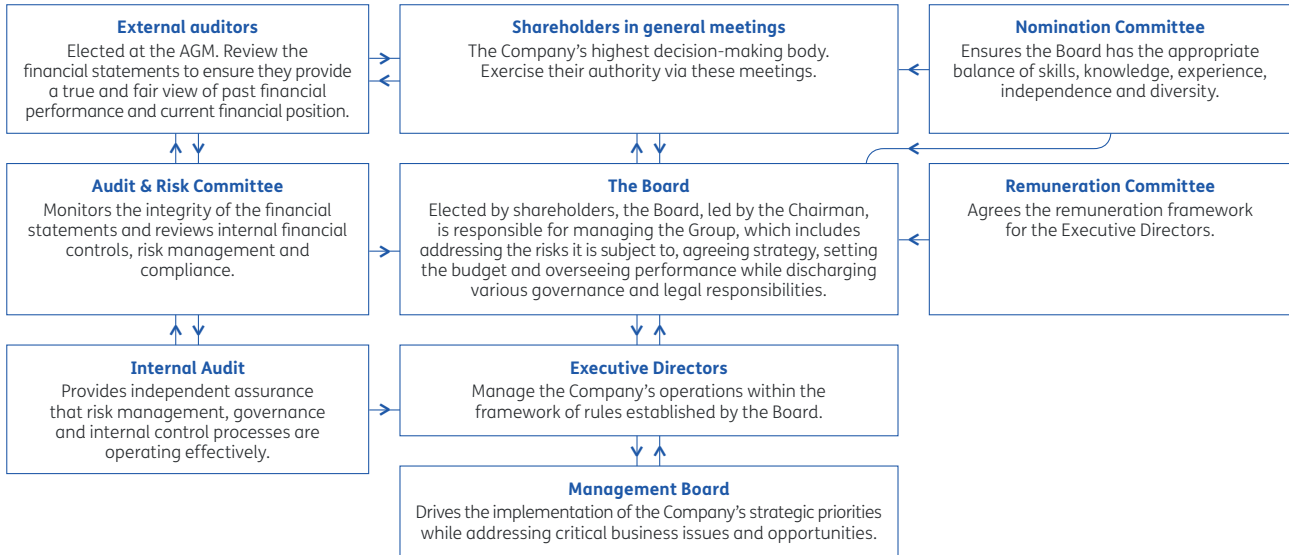 External auditors
Elected at the AGM. Review the
financial statements to ensure they provide
a true and fair view of past financial
performance and current financial position.
Shareholders in general meetings
The Company’s highest decision-making body.
Exercise their authority via these meetings.
Nomination Committee
Ensures the Board has the appropriate
balance of skills, knowledge, experience,
independence and diversity.
Audit & Risk Committee
Monitors the integrity of the financial
statements and reviews internal financial
controls, risk management and
compliance.
The Board
Elected by shareholders, the Board, led by the Chairman,
is responsible for managing the Group, which includes
addressing the risks it is subject to, agreeing strategy, setting
the budget and overseeing performance while discharging
various governance and legal responsibilities.
Remuneration Committee
Agrees the remuneration framework
for the Executive Directors.
Internal Audit
Provides independent assurance
that risk management, governance
and internal control processes are
operating effectively.
Executive Directors
Manage the Company’s operations within the
framework of rules established by the Board.
Management Board
Drives the implementation of the Company’s strategic priorities
while addressing critical business issues and opportunities.